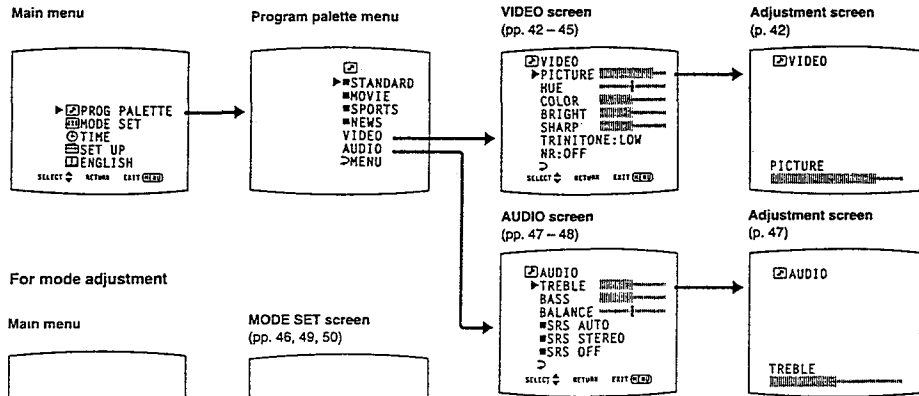 Main menu
PROG PALETTE
MODE SET
TIME
SET UP
ENGLISH
SELECT RETURN EXIT MENU
Program palette menu
STANDARD
MOVIE
SPORTS
NEWS
VIDEO
AUDIO
MENU
VIDEO screen
(pp. 42 – 45)
VIDEO
PICTURE
HUE
COLOR
BRIGHT
SHARP
TRINITONE:LOW
NR:OFF
SELECT RETURN EXIT MENU
Adjustment screen
(p. 42)
VIDEO
PICTURE
AUDIO screen
(pp. 47 – 48)
AUDIO
TREBLE
BASS
BALANCE
SRS AUTO
SRS STEREO
SRS OFF
SELECT RETURN EXIT MENU
Adjustment screen
(p. 47)
AUDIO
TREBLE
For mode adjustment
Main menu
MODE SET screen
(pp. 46, 49, 50)